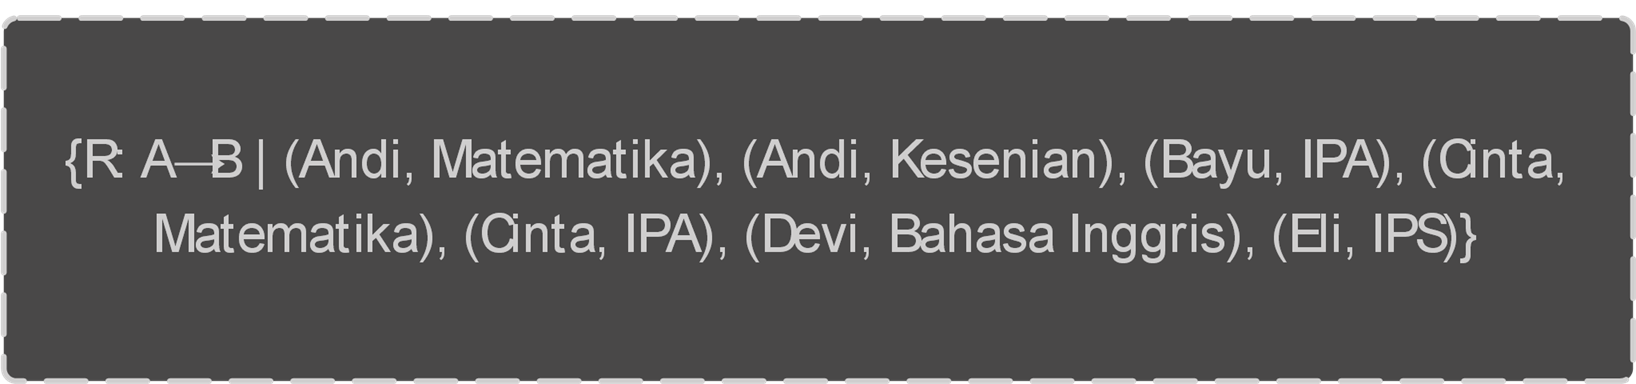 {R: A→B | (Andi, Matematika), (Andi, Kesenian), (Bayu, IPA), (Cinta,
Matematika), (Cinta, IPA), (Devi, Bahasa Inggris), (Eli, IPS)}